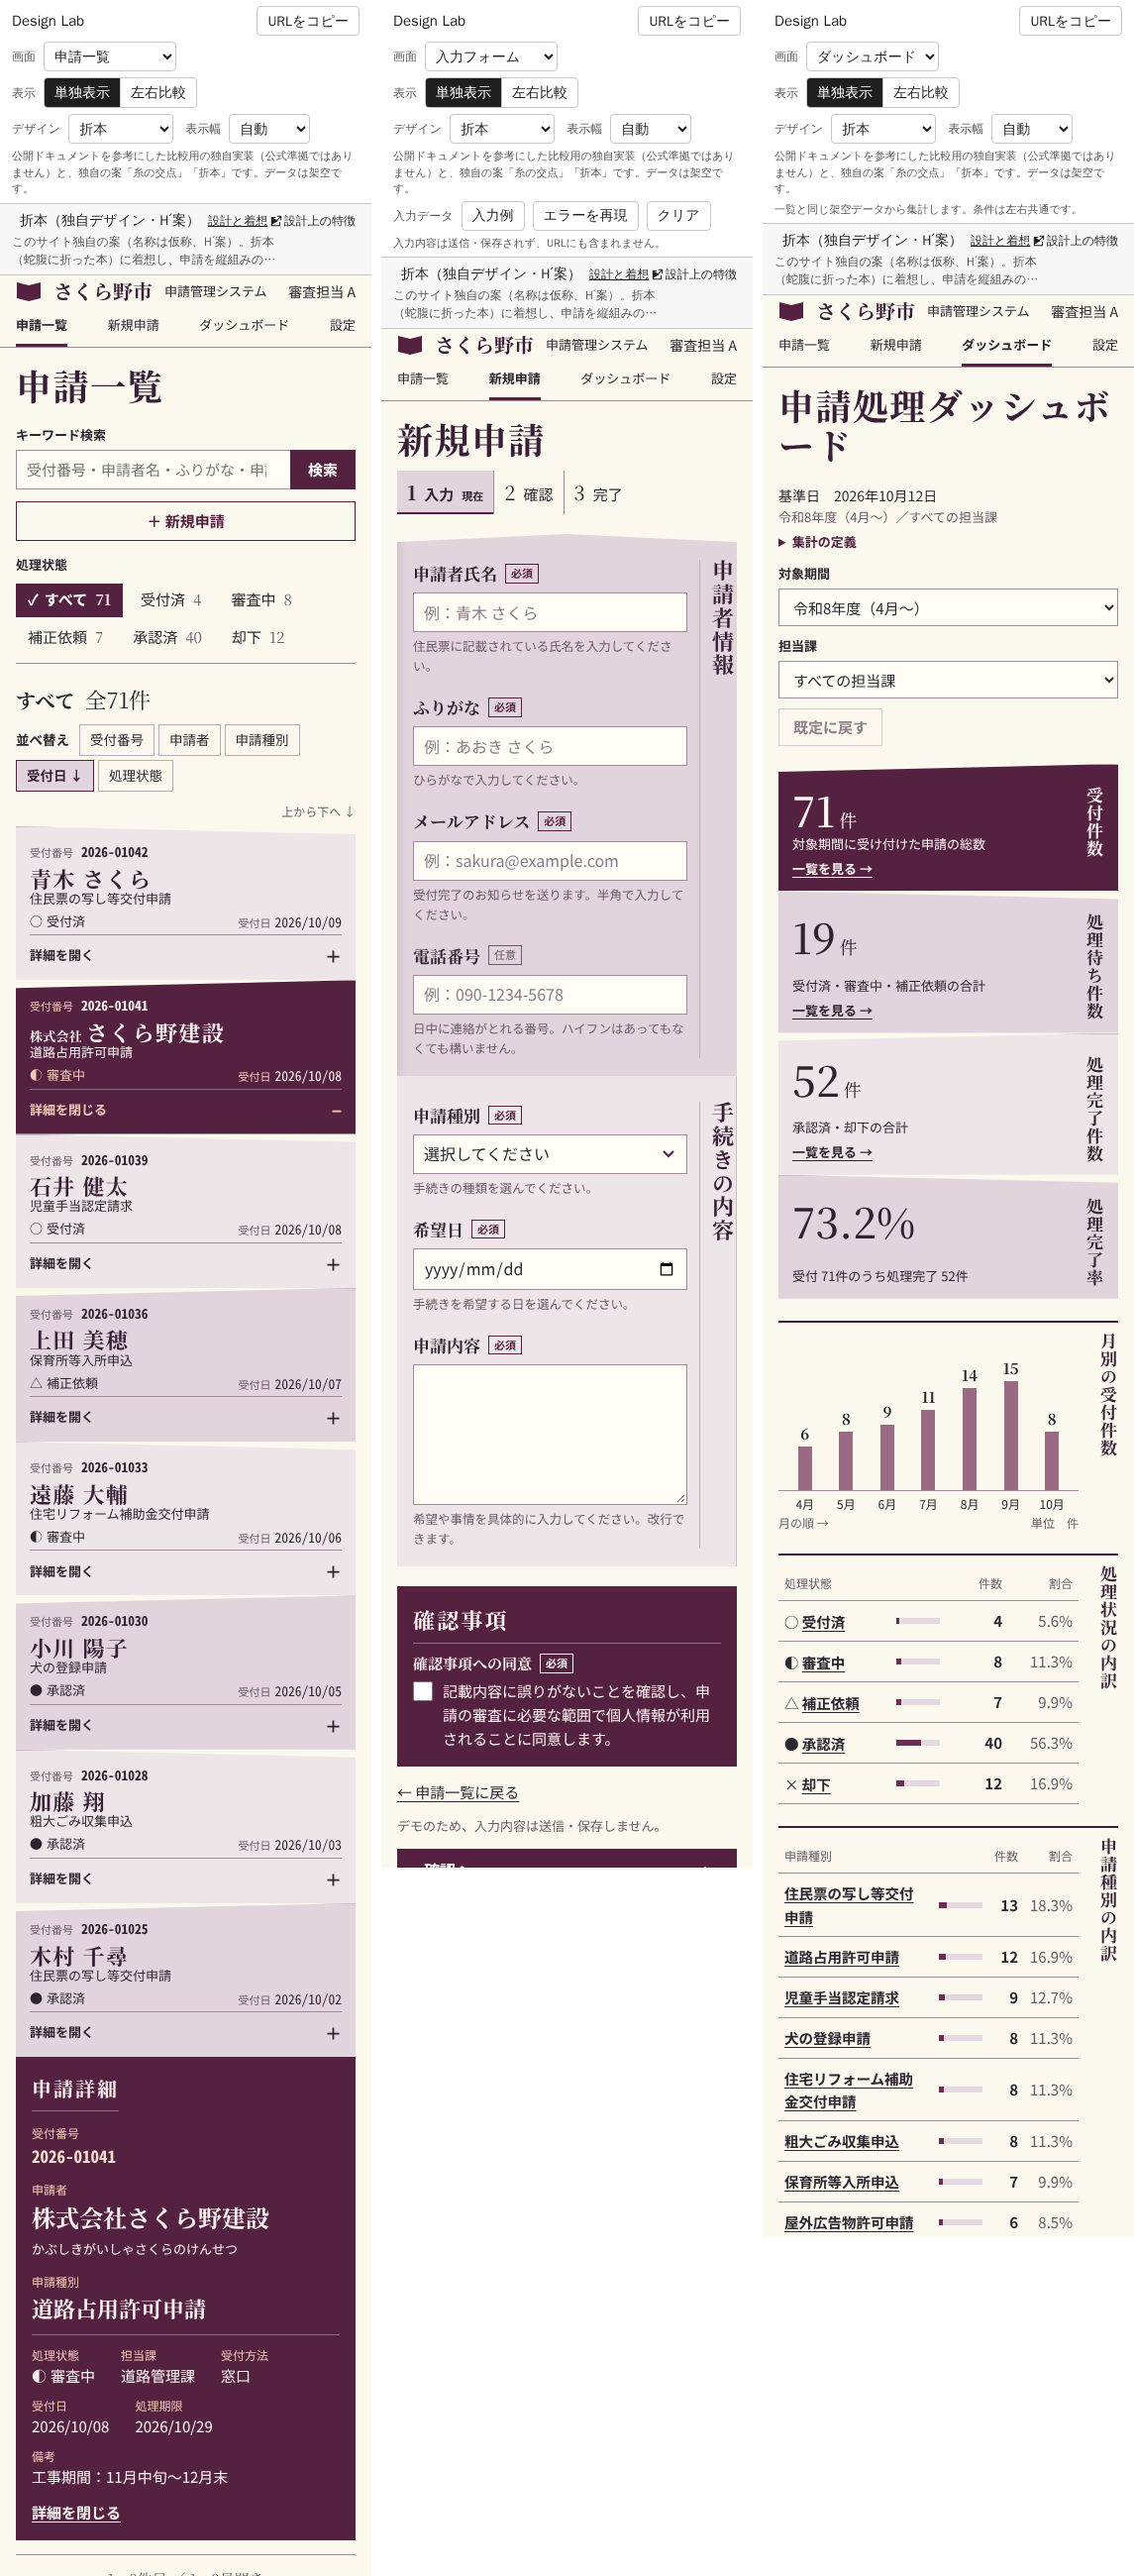 Design Lab
URLをコピー
画面
申請一覧
表示
単独表示
左右比較
デザイン
折本
表示幅
自動
公開ドキュメントを参考にした比較用の独自実装（公式準拠ではあり
ません）と、独自の案「糸の交点」「折本」です。データは架空で
す。
折本（独自デザイン・H´案）
設計と着想
設計上の特徴
このサイト独自の案（名称は仮称、H´案）。折本
（蛇腹に折った本）に着想し、申請を縦組みの…
さくら野市
申請管理システム
審査担当 A
申請一覧
新規申請
ダッシュボード
設定
申請一覧
キーワード検索
受付番号・申請者名・ふりがな・申
検索
＋ 新規申請
処理状態
✓ すべて 71
受付済 4
審査中 8
補正依頼 7
承認済 40
却下 12
すべて 全71件
並べ替え
受付番号
申請者
申請種別
受付日 ↓
処理状態
上から下へ ↓
受付番号 2026-01042
青木 さくら
住民票の写し等交付申請
○ 受付済
受付日 2026/10/09
詳細を開く ＋
受付番号 2026-01041
株式会社 さくら野建設
道路占用許可申請
◐ 審査中
受付日 2026/10/08
詳細を閉じる −
受付番号 2026-01039
石井 健太
児童手当認定請求
○ 受付済
受付日 2026/10/08
詳細を開く ＋
受付番号 2026-01036
上田 美穂
保育所等入所申込
△ 補正依頼
受付日 2026/10/07
詳細を開く ＋
受付番号 2026-01033
遠藤 大輔
住宅リフォーム補助金交付申請
◐ 審査中
受付日 2026/10/06
詳細を開く ＋
受付番号 2026-01030
小川 陽子
犬の登録申請
● 承認済
受付日 2026/10/05
詳細を開く ＋
受付番号 2026-01028
加藤 翔
粗大ごみ収集申込
● 承認済
受付日 2026/10/03
詳細を開く ＋
受付番号 2026-01025
木村 千尋
住民票の写し等交付申請
● 承認済
受付日 2026/10/02
詳細を開く ＋
申請詳細
受付番号
2026-01041
申請者
株式会社さくら野建設
かぶしきがいしゃさくらのけんせつ
申請種別
道路占用許可申請
処理状態
◐ 審査中
担当課
道路管理課
受付方法
窓口
受付日
2026/10/08
処理期限
2026/10/29
備考
工事期間：11月中旬〜12月末
詳細を閉じる
Design Lab
URLをコピー
画面
入力フォーム
表示
単独表示
左右比較
デザイン
折本
表示幅
自動
公開ドキュメントを参考にした比較用の独自実装（公式準拠ではあり
ません）と、独自の案「糸の交点」「折本」です。データは架空で
す。
入力データ
入力例
エラーを再現
クリア
入力内容は送信・保存されず、URLにも含まれません。
折本（独自デザイン・H´案）
設計と着想
設計上の特徴
このサイト独自の案（名称は仮称、H´案）。折本
（蛇腹に折った本）に着想し、申請を縦組みの…
さくら野市
申請管理システム
審査担当 A
申請一覧
新規申請
ダッシュボード
設定
新規申請
1 入力 現在
2 確認
3 完了
申請者情報
申請者氏名 必須
例：青木 さくら
住民票に記載されている氏名を入力してくださ
い。
ふりがな 必須
例：あおき さくら
ひらがなで入力してください。
メールアドレス 必須
例：sakura@example.com
受付完了のお知らせを送ります。半角で入力して
ください。
電話番号 任意
例：090-1234-5678
日中に連絡がとれる番号。ハイフンはあってもな
くても構いません。
手続きの内容
申請種別 必須
選択してください
手続きの種類を選んでください。
希望日 必須
yyyy/mm/dd
手続きを希望する日を選んでください。
申請内容 必須
希望や事情を具体的に入力してください。改行で
きます。
確認事項
確認事項への同意 必須
記載内容に誤りがないことを確認し、申
請の審査に必要な範囲で個人情報が利用
されることに同意します。
← 申請一覧に戻る
デモのため、入力内容は送信・保存しません。
Design Lab
URLをコピー
画面
ダッシュボード
表示
単独表示
左右比較
デザイン
折本
表示幅
自動
公開ドキュメントを参考にした比較用の独自実装（公式準拠ではあり
ません）と、独自の案「糸の交点」「折本」です。データは架空で
す。
一覧と同じ架空データから集計します。条件は左右共通です。
折本（独自デザイン・H´案）
設計と着想
設計上の特徴
このサイト独自の案（名称は仮称、H´案）。折本
（蛇腹に折った本）に着想し、申請を縦組みの…
さくら野市
申請管理システム
審査担当 A
申請一覧
新規申請
ダッシュボード
設定
申請処理ダッシュボ
ード
基準日 2026年10月12日
令和8年度（4月〜）／すべての担当課
▶ 集計の定義
対象期間
令和8年度（4月〜）
担当課
すべての担当課
既定に戻す
受付件数
71 件
対象期間に受け付けた申請の総数
一覧を見る →
処理待ち件数
19 件
受付済・審査中・補正依頼の合計
一覧を見る →
処理完了件数
52 件
承認済・却下の合計
一覧を見る →
処理完了率
73.2%
受付 71件のうち処理完了 52件
月別の受付件数
6 8 9 11 14 15 8
4月 5月 6月 7月 8月 9月 10月
月の順 →
単位 件
処理状況の内訳
処理状態 件数 割合
○ 受付済 4 5.6%
◐ 審査中 8 11.3%
△ 補正依頼 7 9.9%
● 承認済 40 56.3%
× 却下 12 16.9%
申請種別の内訳
申請種別 件数 割合
住民票の写し等交付
申請 13 18.3%
道路占用許可申請 12 16.9%
児童手当認定請求 9 12.7%
犬の登録申請 8 11.3%
住宅リフォーム補助
金交付申請 8 11.3%
粗大ごみ収集申込 8 11.3%
保育所等入所申込 7 9.9%
屋外広告物許可申請 6 8.5%